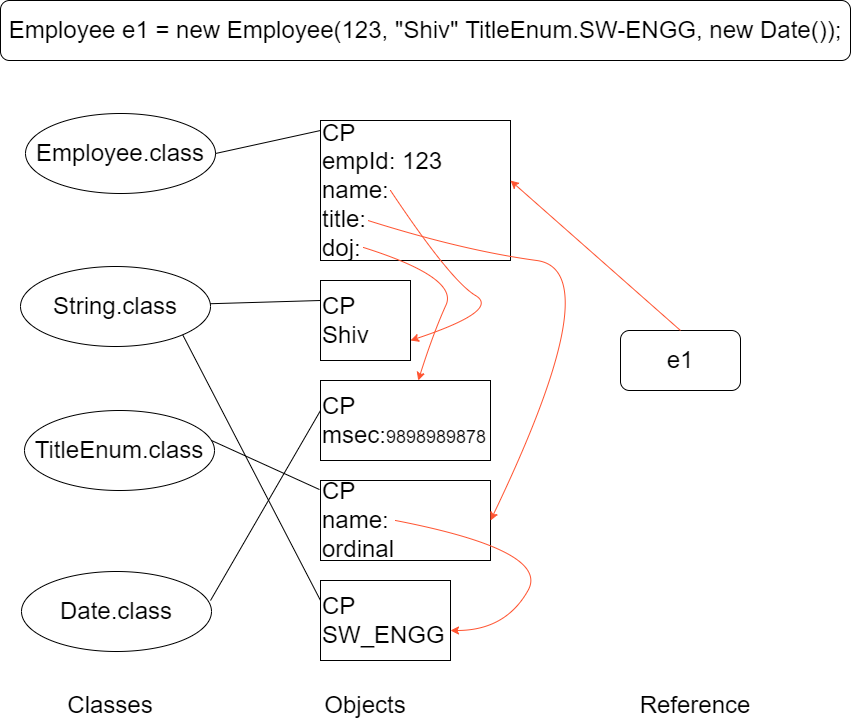 Employee e1 = new Employee(123, "Shiv" TitleEnum.SW-ENGG, new Date());
Employee.class
CP
empId: 123
name:
title:
doj:
String.class
CP
Shiv
e1
TitleEnum.class
CP
msec:9898989878
CP
name:
ordinal
Date.class
CP
SW_ENGG
Classes
Objects
Reference